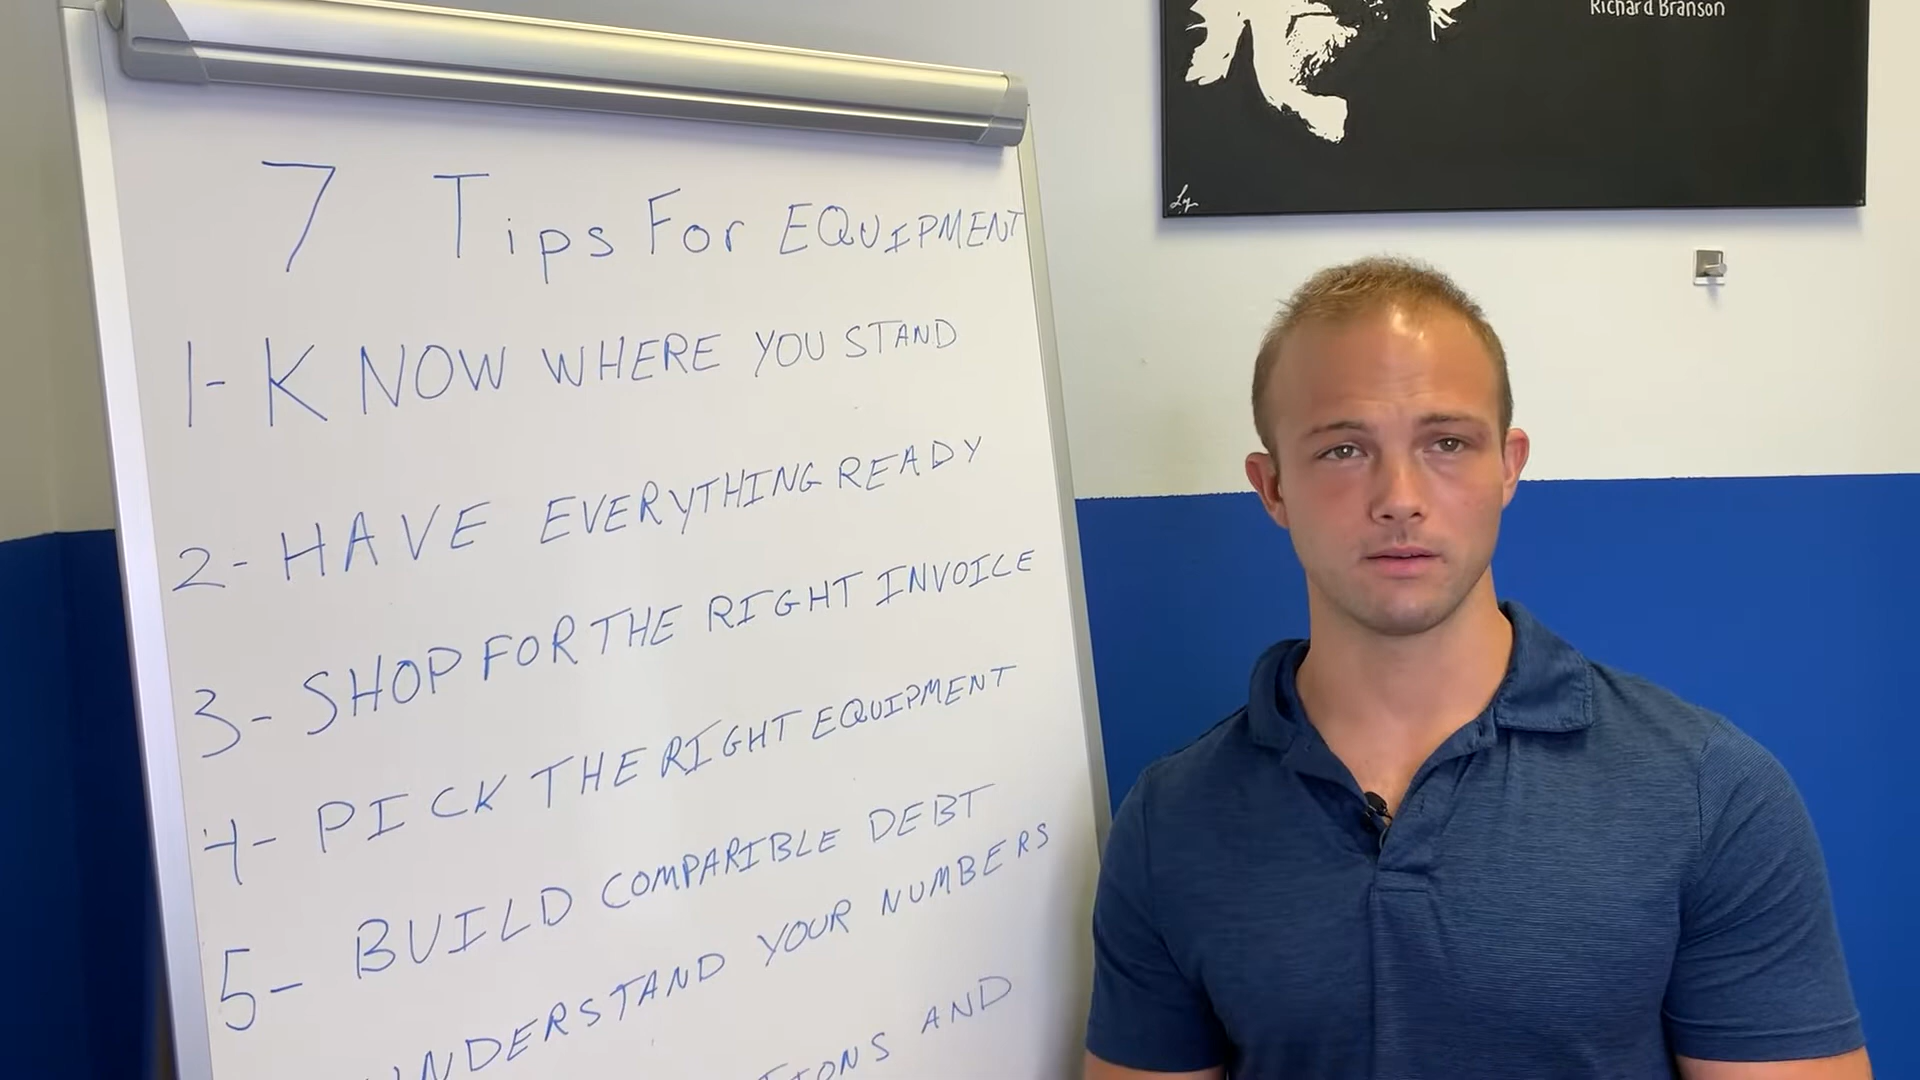 Richard Branson
7 Tips For EQUIPMENT
1- KNOW WHERE YOU STAND
2- HAVE EVERYTHING READY
3- SHOP FOR THE RIGHT INVOICE
4- PICK THE RIGHT EQUIPMENT
5- BUILD COMPARIBLE DEBT
UNDERSTAND YOUR NUMBERS
AND